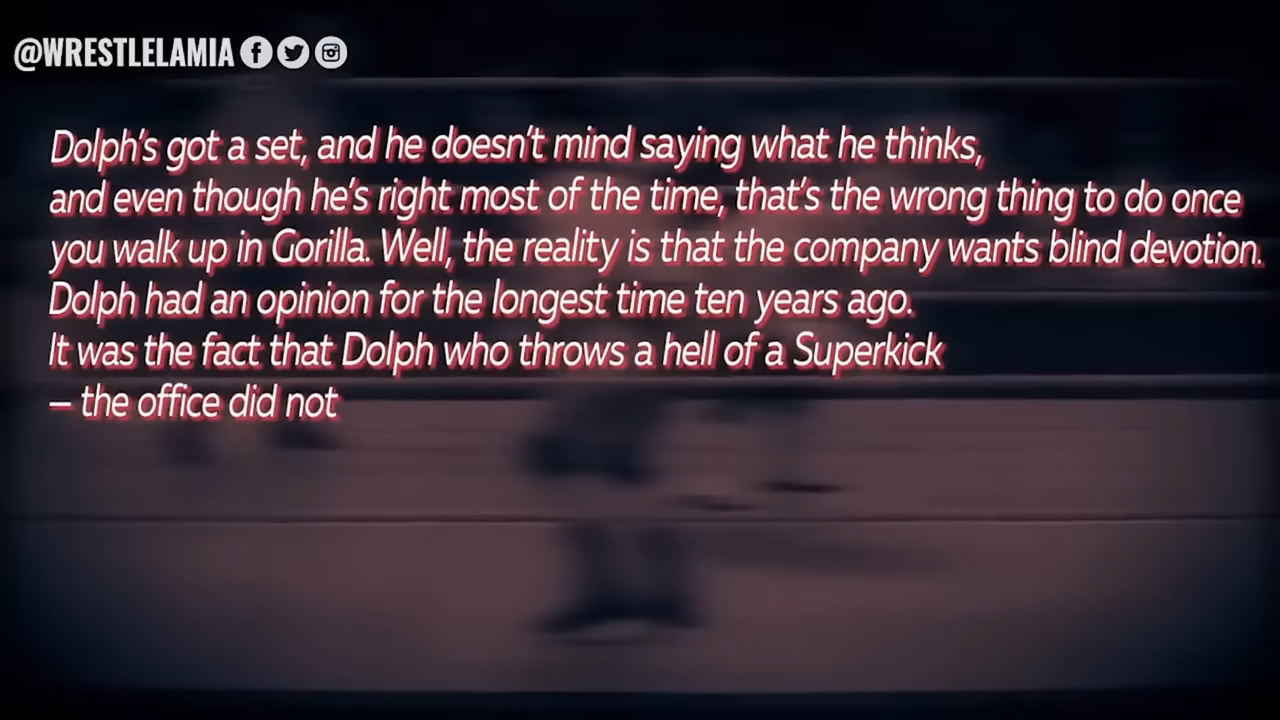 @WRESTLELAMIA
Dolph's got a set, and he doesn't mind saying what he thinks,
and even though he's right most of the time, that's the wrong thing to do once
you walk up in Gorilla. Well, the reality is that the company wants blind devotion.
Dolph had an opinion for the longest time ten years ago.
It was the fact that Dolph who throws a hell of a Superkick
– the office did not